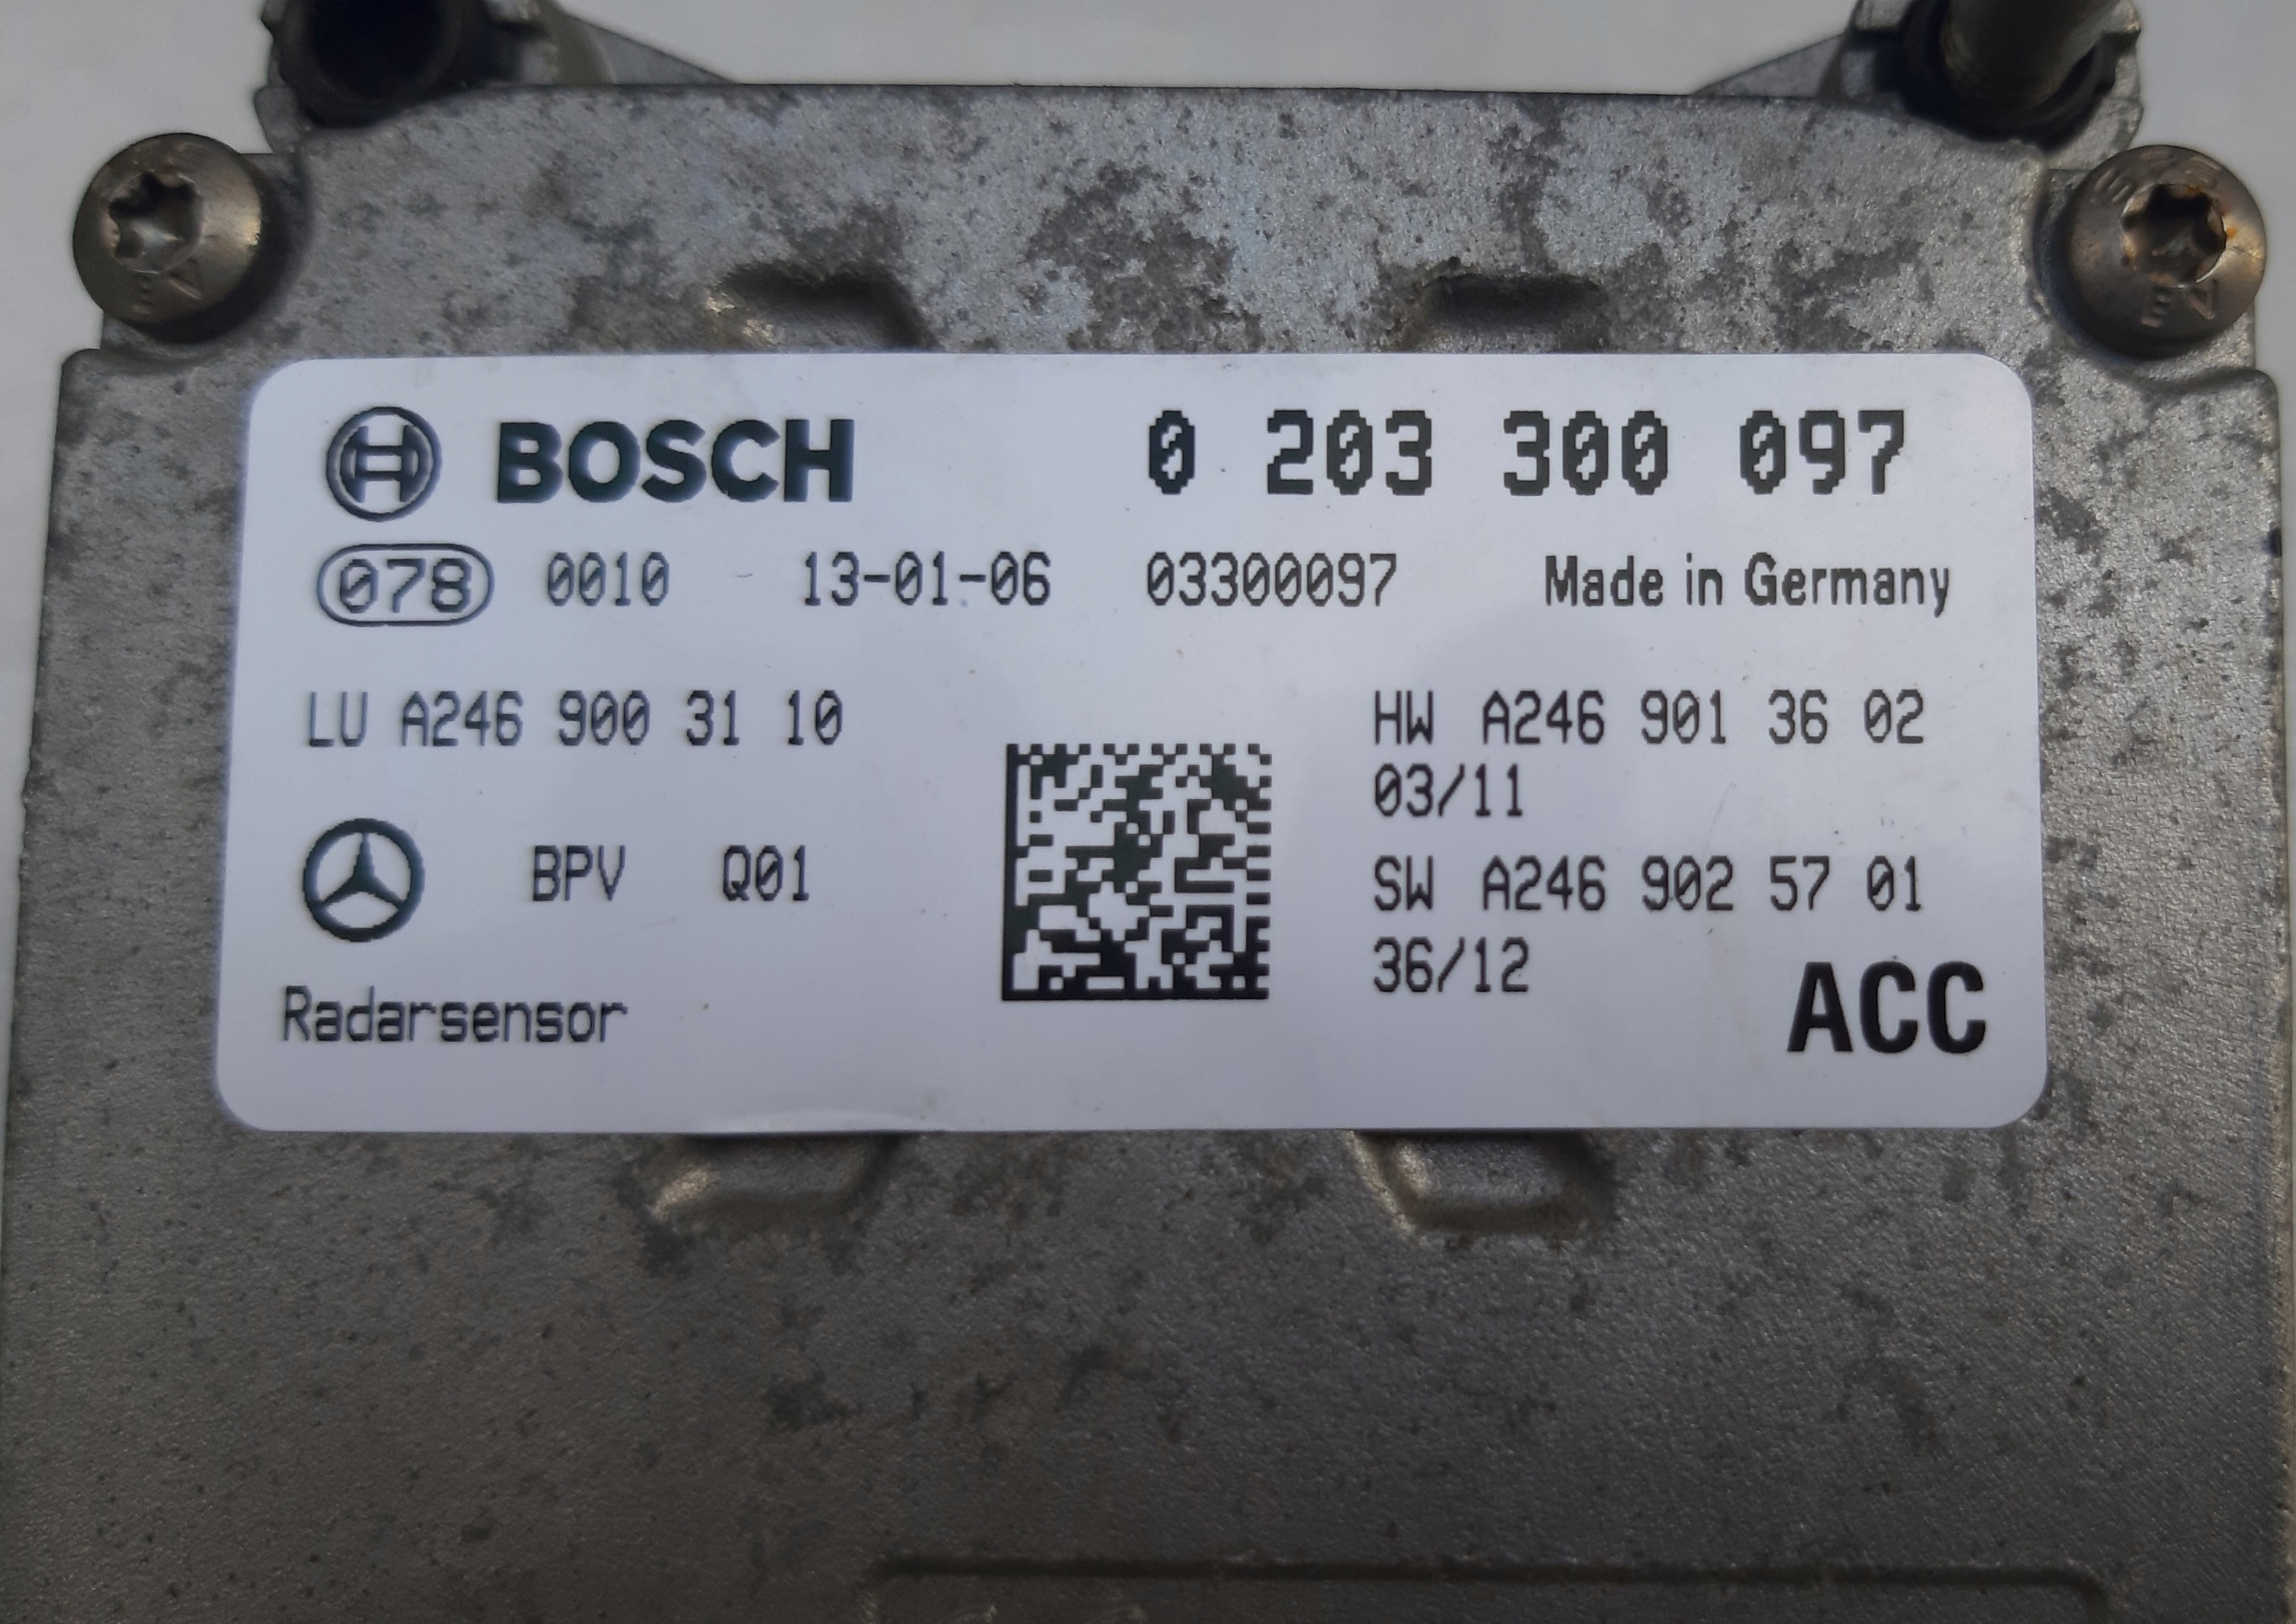 BOSCH 0 203 300 097
078 0010 13-01-06 03300097 Made in Germany
LU A246 900 31 10
HW A246 901 36 02
03/11
BPV Q01
SW A246 902 57 01
36/12
Radarsensor
ACC